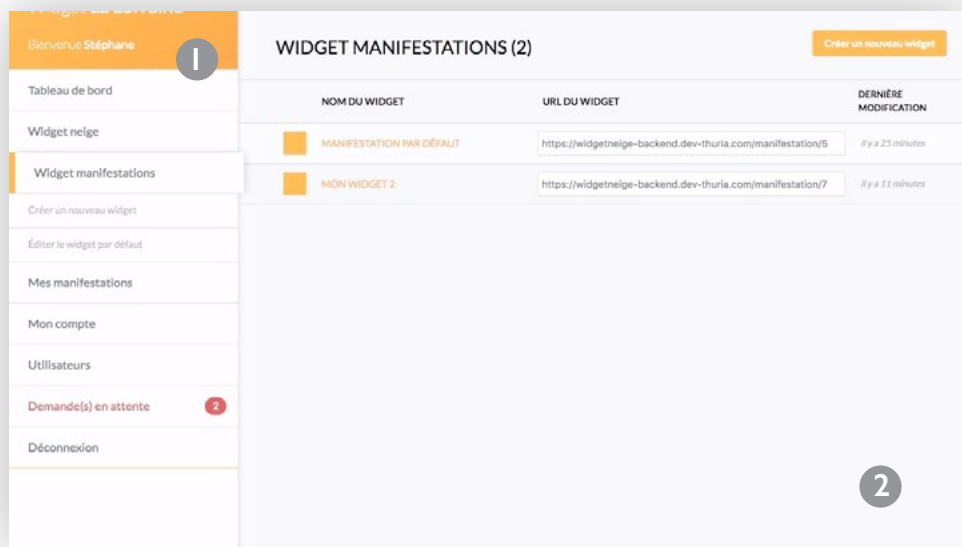 Bienvenue Stéphane
1
Tableau de bord
Widget neige
Widget manifestations
Créer un nouveau widget
Éditer le widget par défaut
Mes manifestations
Mon compte
Utilisateurs
Demande(s) en attente 2
Déconnexion
WIDGET MANIFESTATIONS (2)
Créer un nouveau widget
NOM DU WIDGET URL DU WIDGET DERNIÈRE
MODIFICATION
MANIFESTATION PAR DÉFAUT https://widgetneige-backend.dev-thuria.com/manifestation/5 il y a 25 minutes
MON WIDGET 2 https://widgetneige-backend.dev-thuria.com/manifestation/7 il y a 11 minutes
2